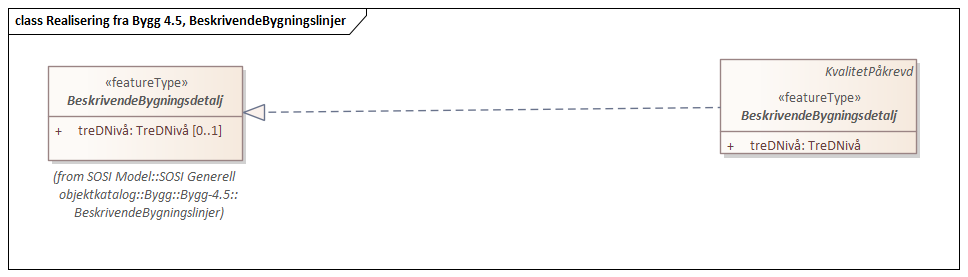 class Realisering fra Bygg 4.5, BeskrivendeBygningslinjer
«featureType»
BeskrivendeBygningsdetalj
+ treDNivå: TreDNivå [0..1]
(from SOSI Model::SOSI Generell
objektkatalog::Bygg::Bygg-4.5::
BeskrivendeBygningslinjer)
KvalitetPåkrevd
«featureType»
BeskrivendeBygningsdetalj
+ treDNivå: TreDNivå